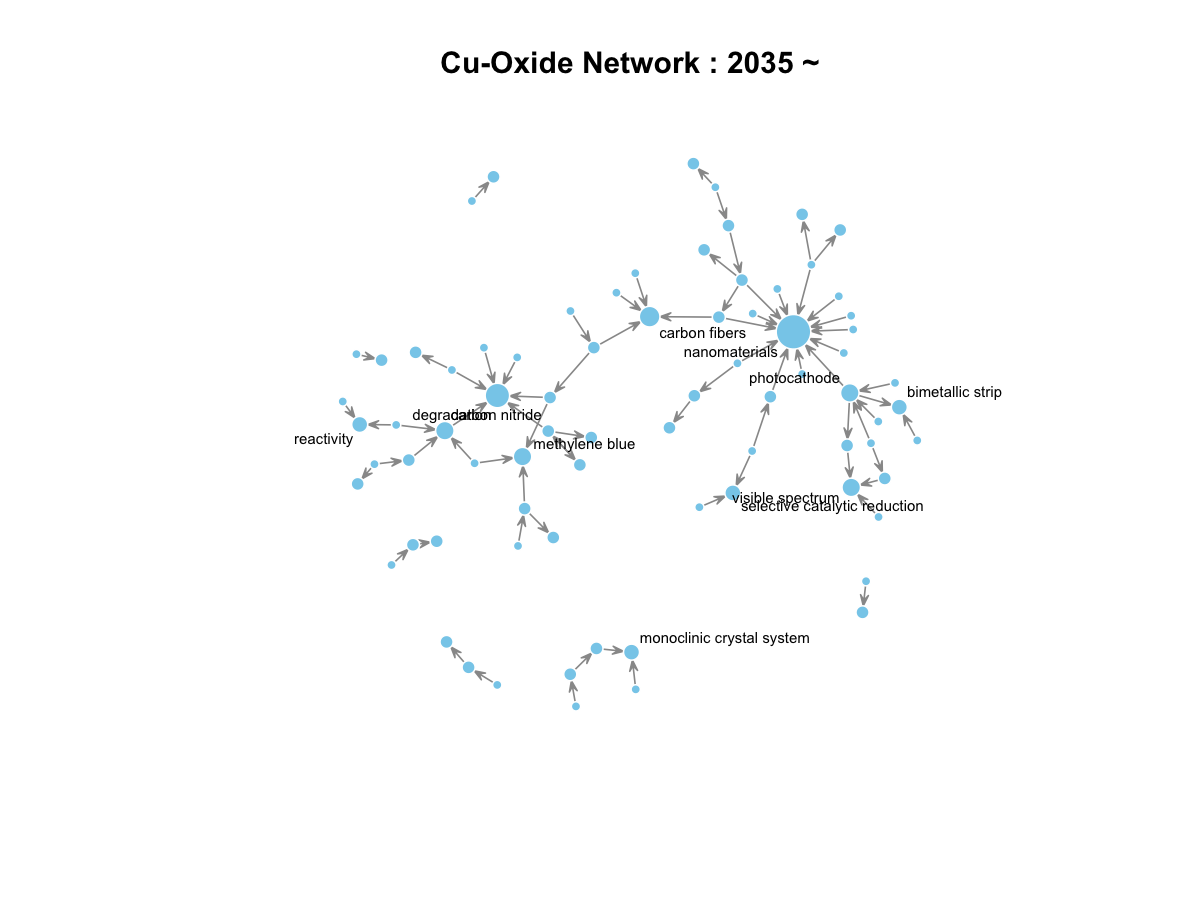 Cu-Oxide Network : 2035 ~
carbon fibers
nanomaterials
photocathode
bimetallic strip
degradation
carbon nitride
reactivity
methylene blue
visible spectrum
selective catalytic reduction
monoclinic crystal system